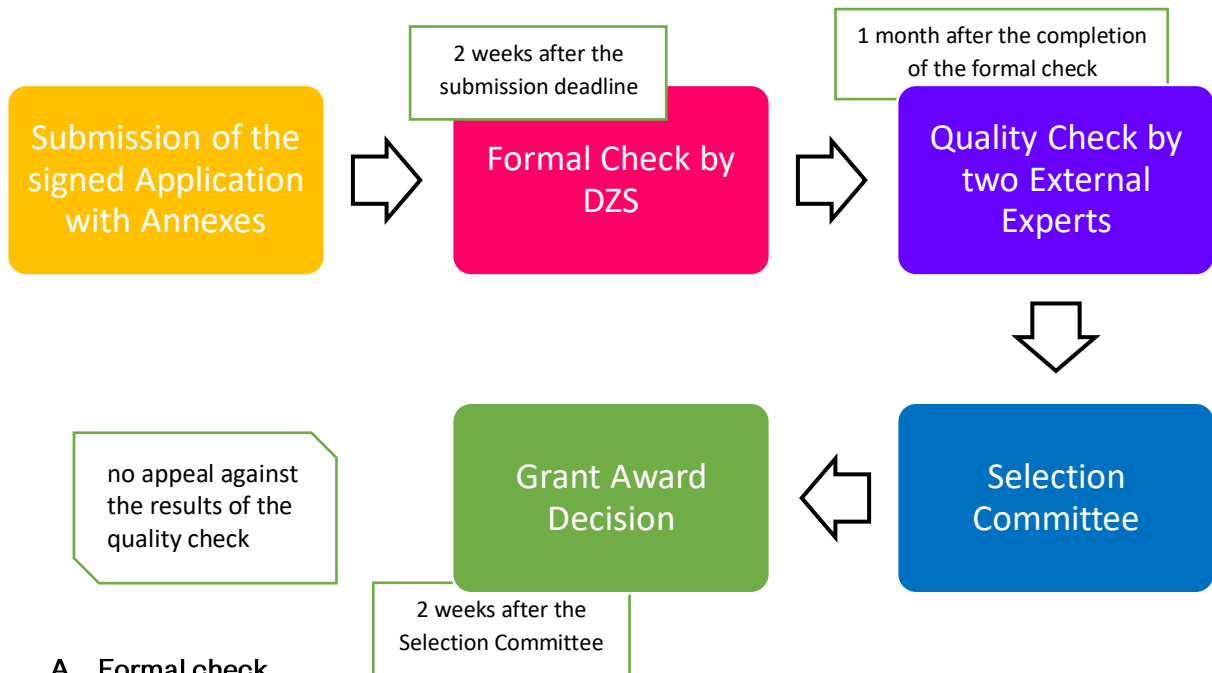 2 weeks after the
submission deadline
1 month after the completion
of the formal check
Submission of the
signed Application
with Annexes
Formal Check by
DZS
Quality Check by
two External
Experts
no appeal against
the results of the
quality check
Grant Award
Decision
Selection
Committee
2 weeks after the
Selection Committee
A. Formal check